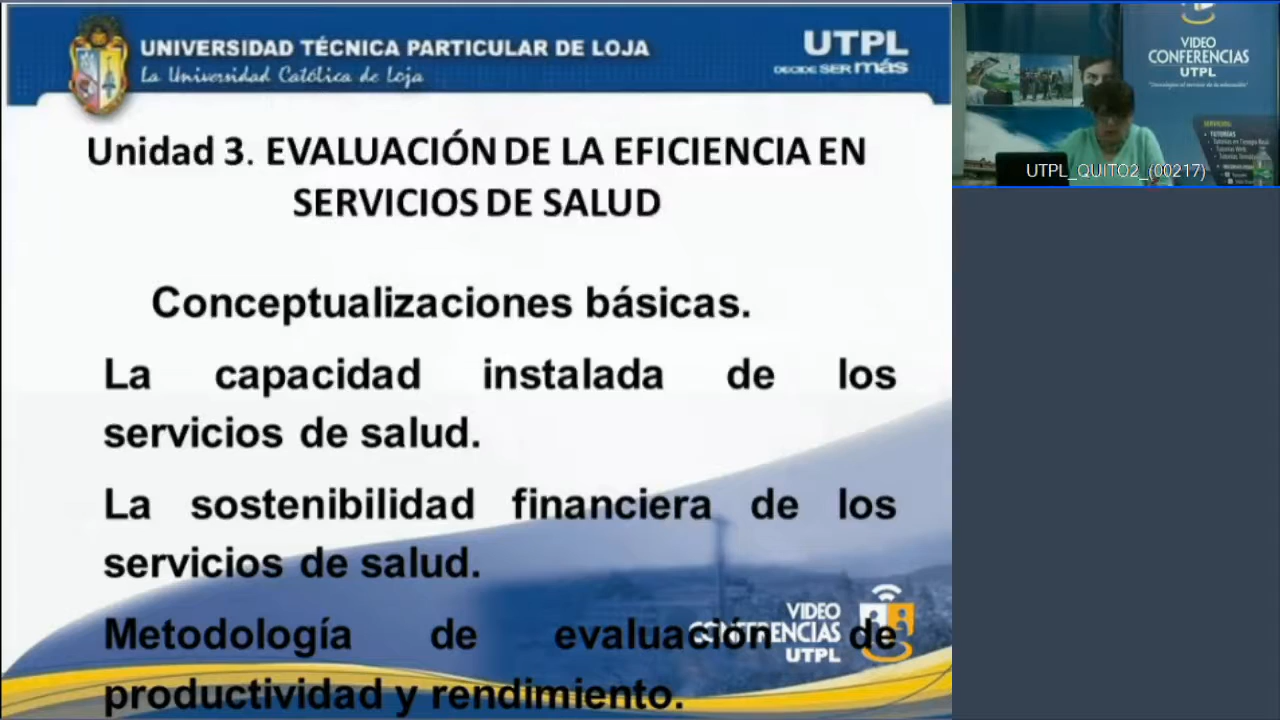 UNIVERSIDAD TÉCNICA PARTICULAR DE LOJA
La Universidad Católica de Loja
UTPL
DECIDE SER más
Unidad 3. EVALUACIÓN DE LA EFICIENCIA EN
SERVICIOS DE SALUD
Conceptualizaciones básicas.
La capacidad instalada de los
servicios de salud.
La sostenibilidad financiera de los
servicios de salud.
Metodología de evaluación de
productividad y rendimiento.
VIDEO
CONFERENCIAS
UTPL
VIDEO
CONFERENCIAS
UTPL
SERVICIOS:
TUTORÍAS
UTPL_QUITO2_(00217)